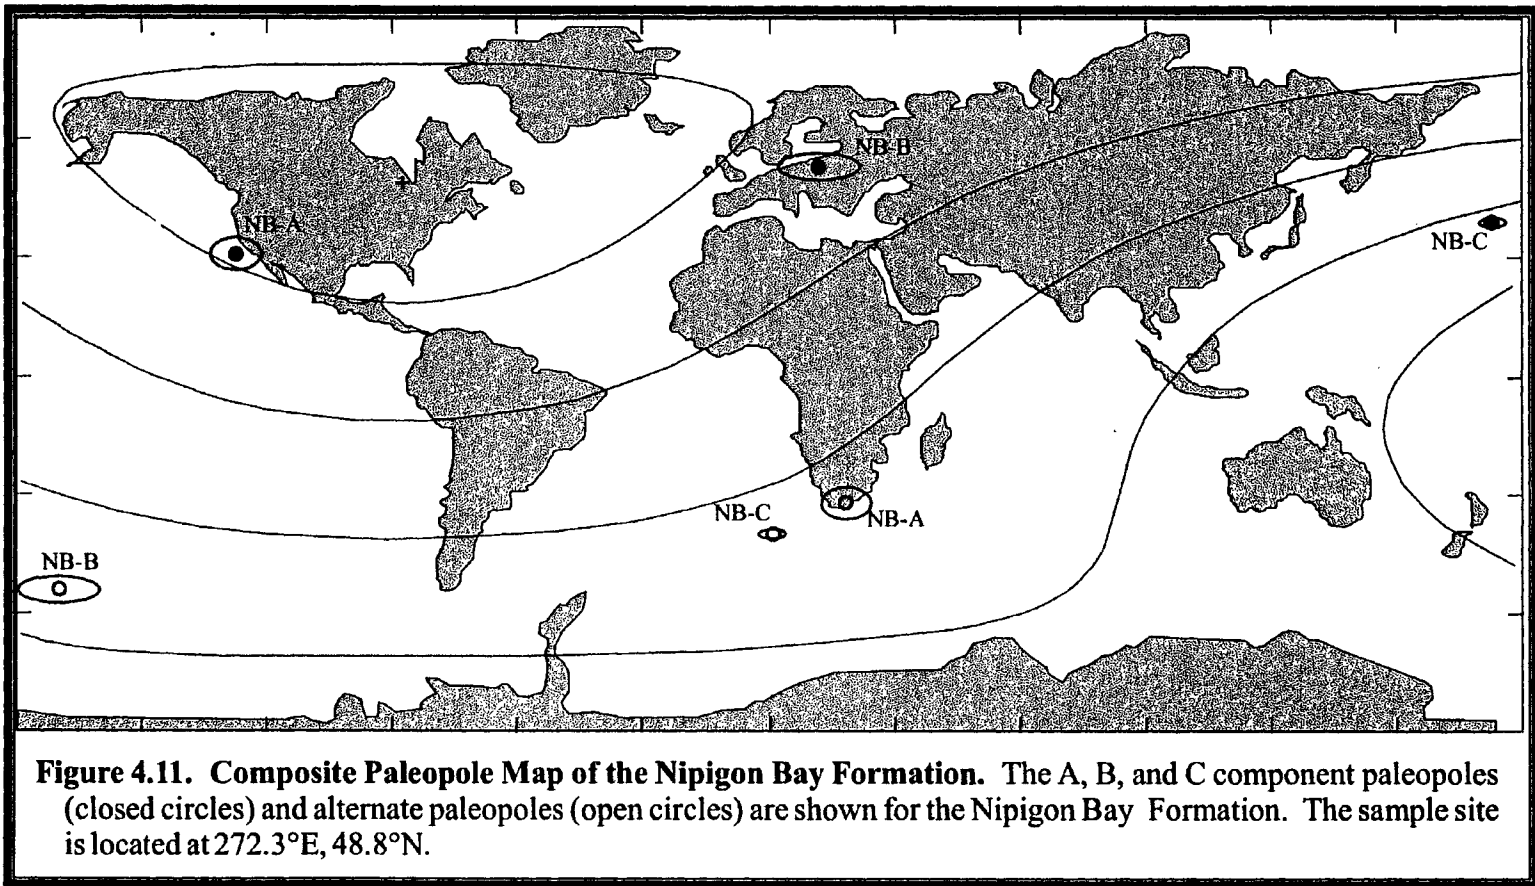 NB-B
NB-A
NB-C
NB-C
NB-A
NB-B
Figure 4.11. Composite Paleopole Map of the Nipigon Bay Formation. The A, B, and C component paleopoles
(closed circles) and alternate paleopoles (open circles) are shown for the Nipigon Bay Formation. The sample site
is located at 272.3°E, 48.8°N.